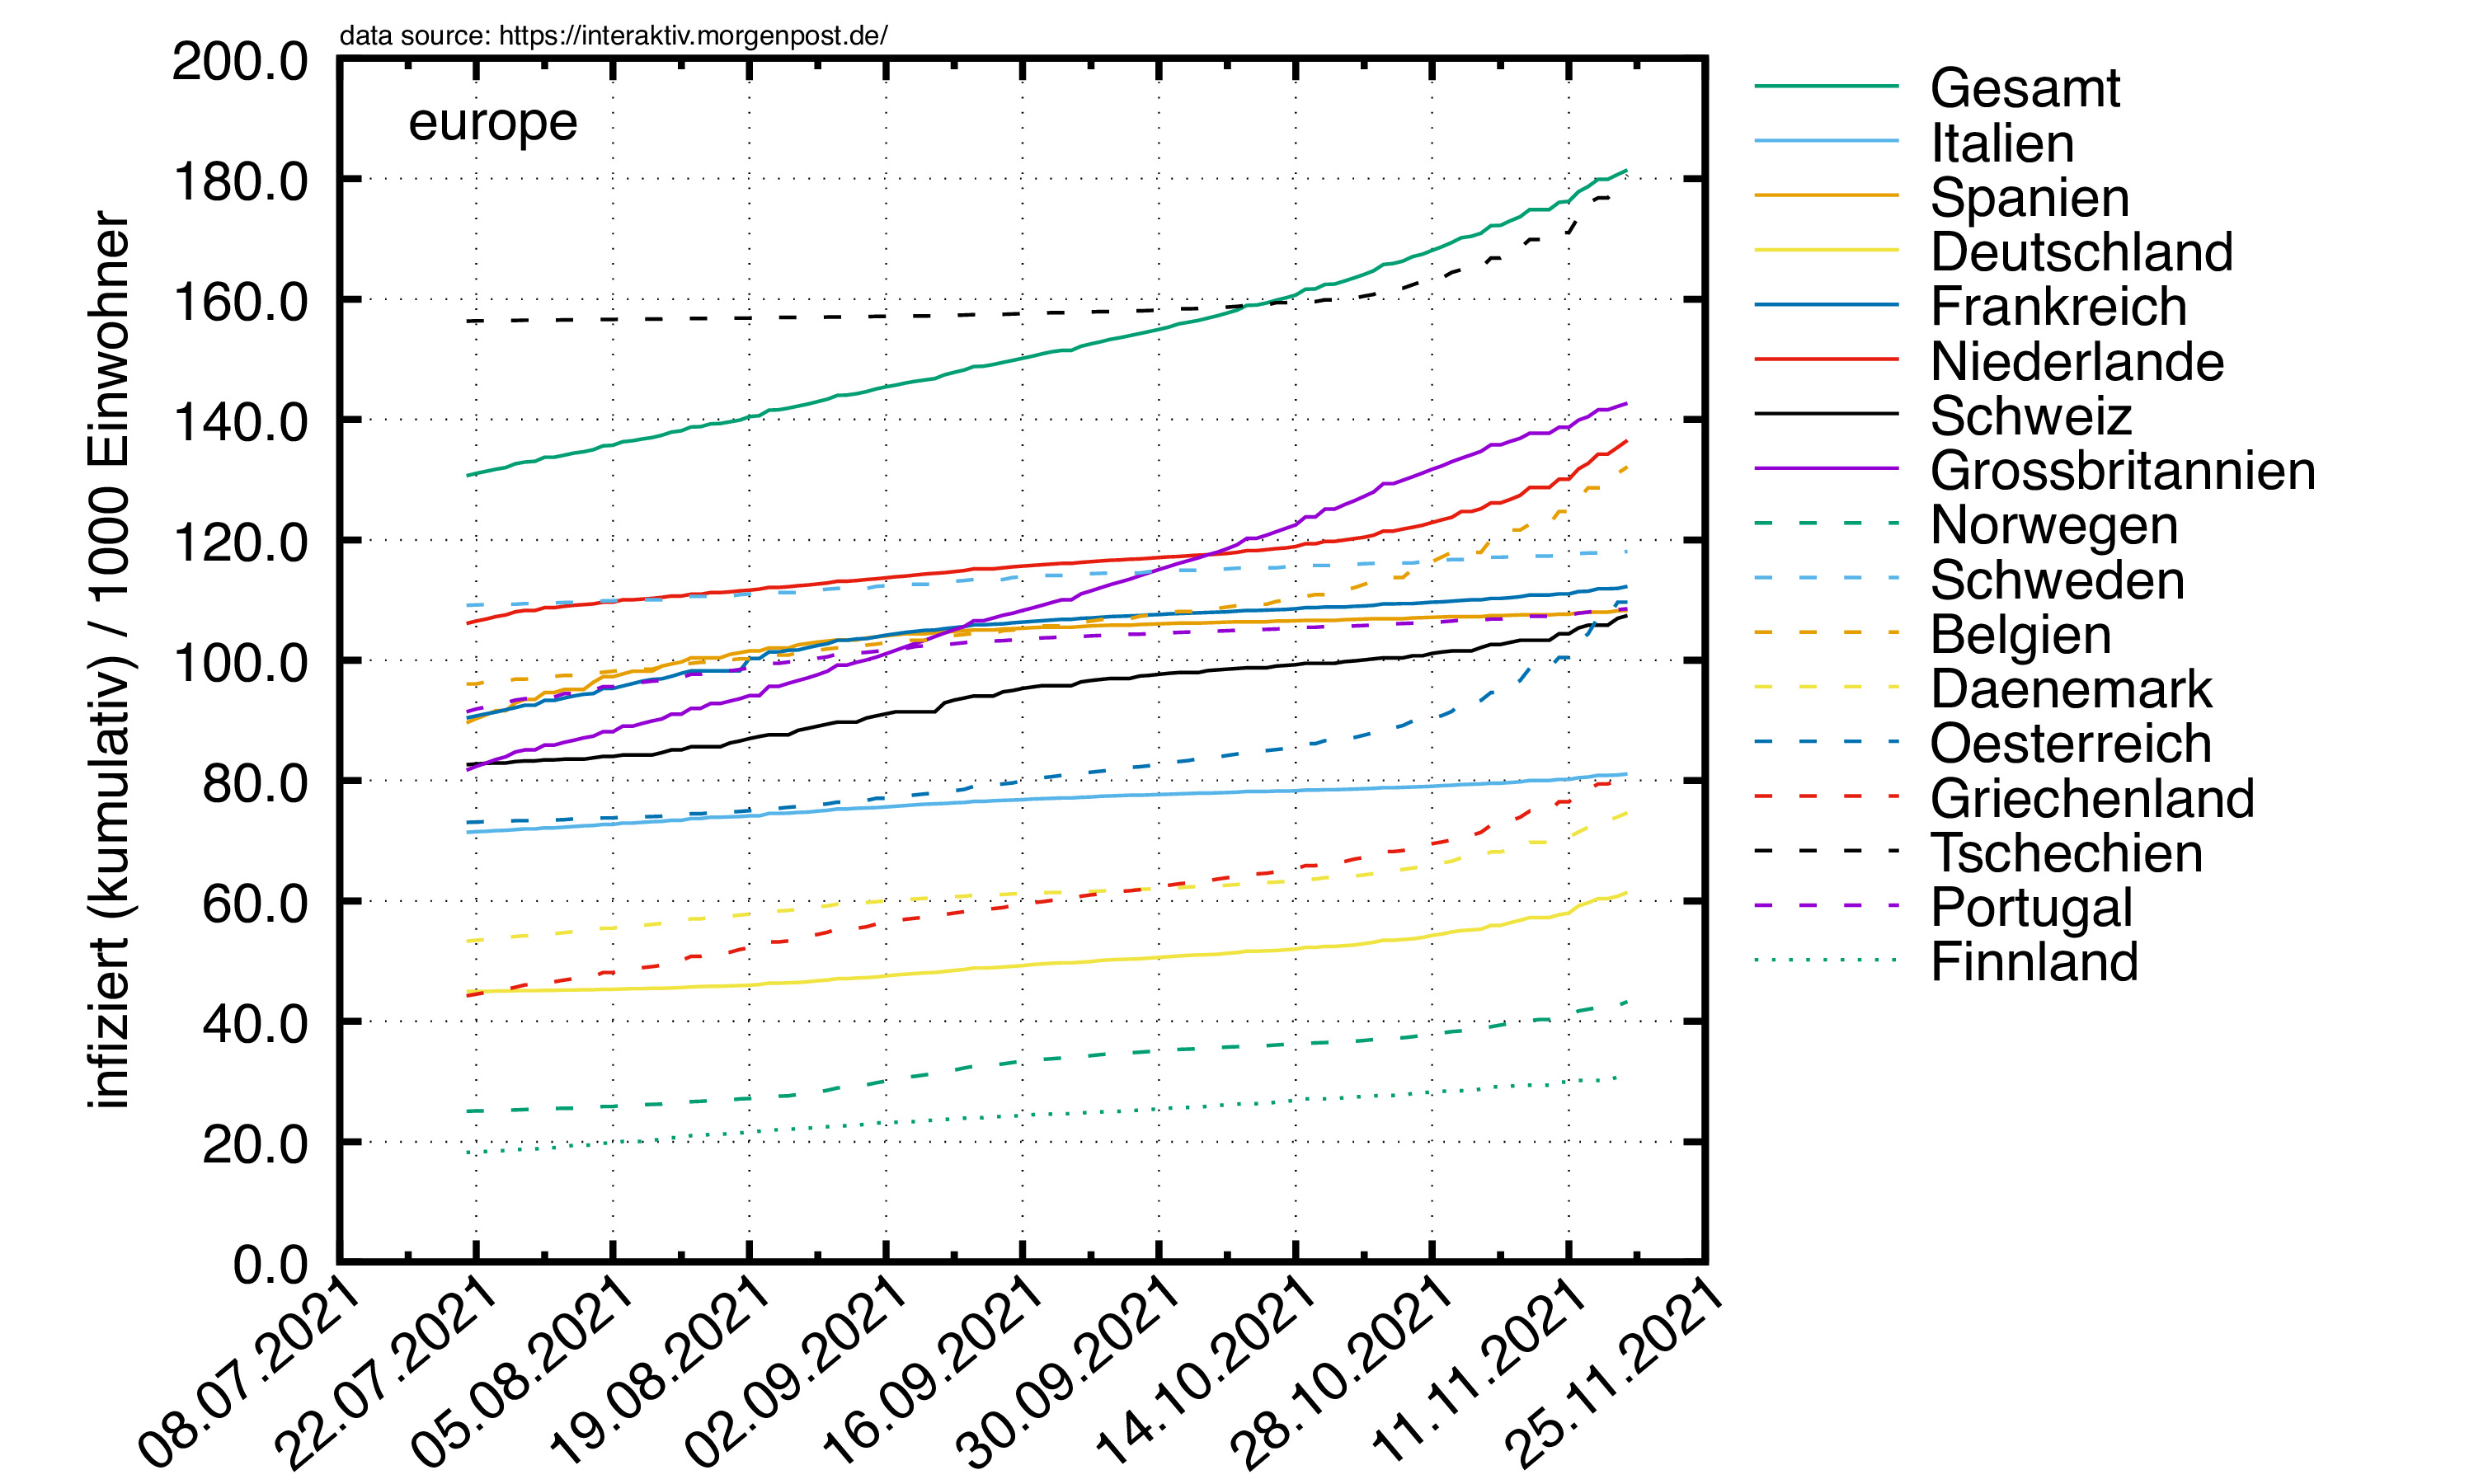 data source: https://interaktiv.morgenpost.de/
200.0
180.0
160.0
140.0
120.0
100.0
80.0
60.0
40.0
20.0
0.0
infiziert (kumulativ) / 1000 Einwohner
europe
08.07.2021
22.07.2021
05.08.2021
19.08.2021
02.09.2021
16.09.2021
30.09.2021
14.10.2021
28.10.2021
11.11.2021
25.11.2021
Gesamt
Italien
Spanien
Deutschland
Frankreich
Niederlande
Schweiz
Grossbritannien
Norwegen
Schweden
Belgien
Daenemark
Oesterreich
Griechenland
Tschechien
Portugal
Finnland